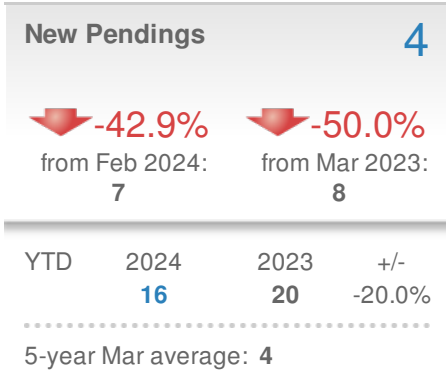 New Pendings 4
-42.9% -50.0%
from Feb 2024: from Mar 2023:
7 8
YTD 2024 2023 +/-
16 20 -20.0%
5-year Mar average: 4